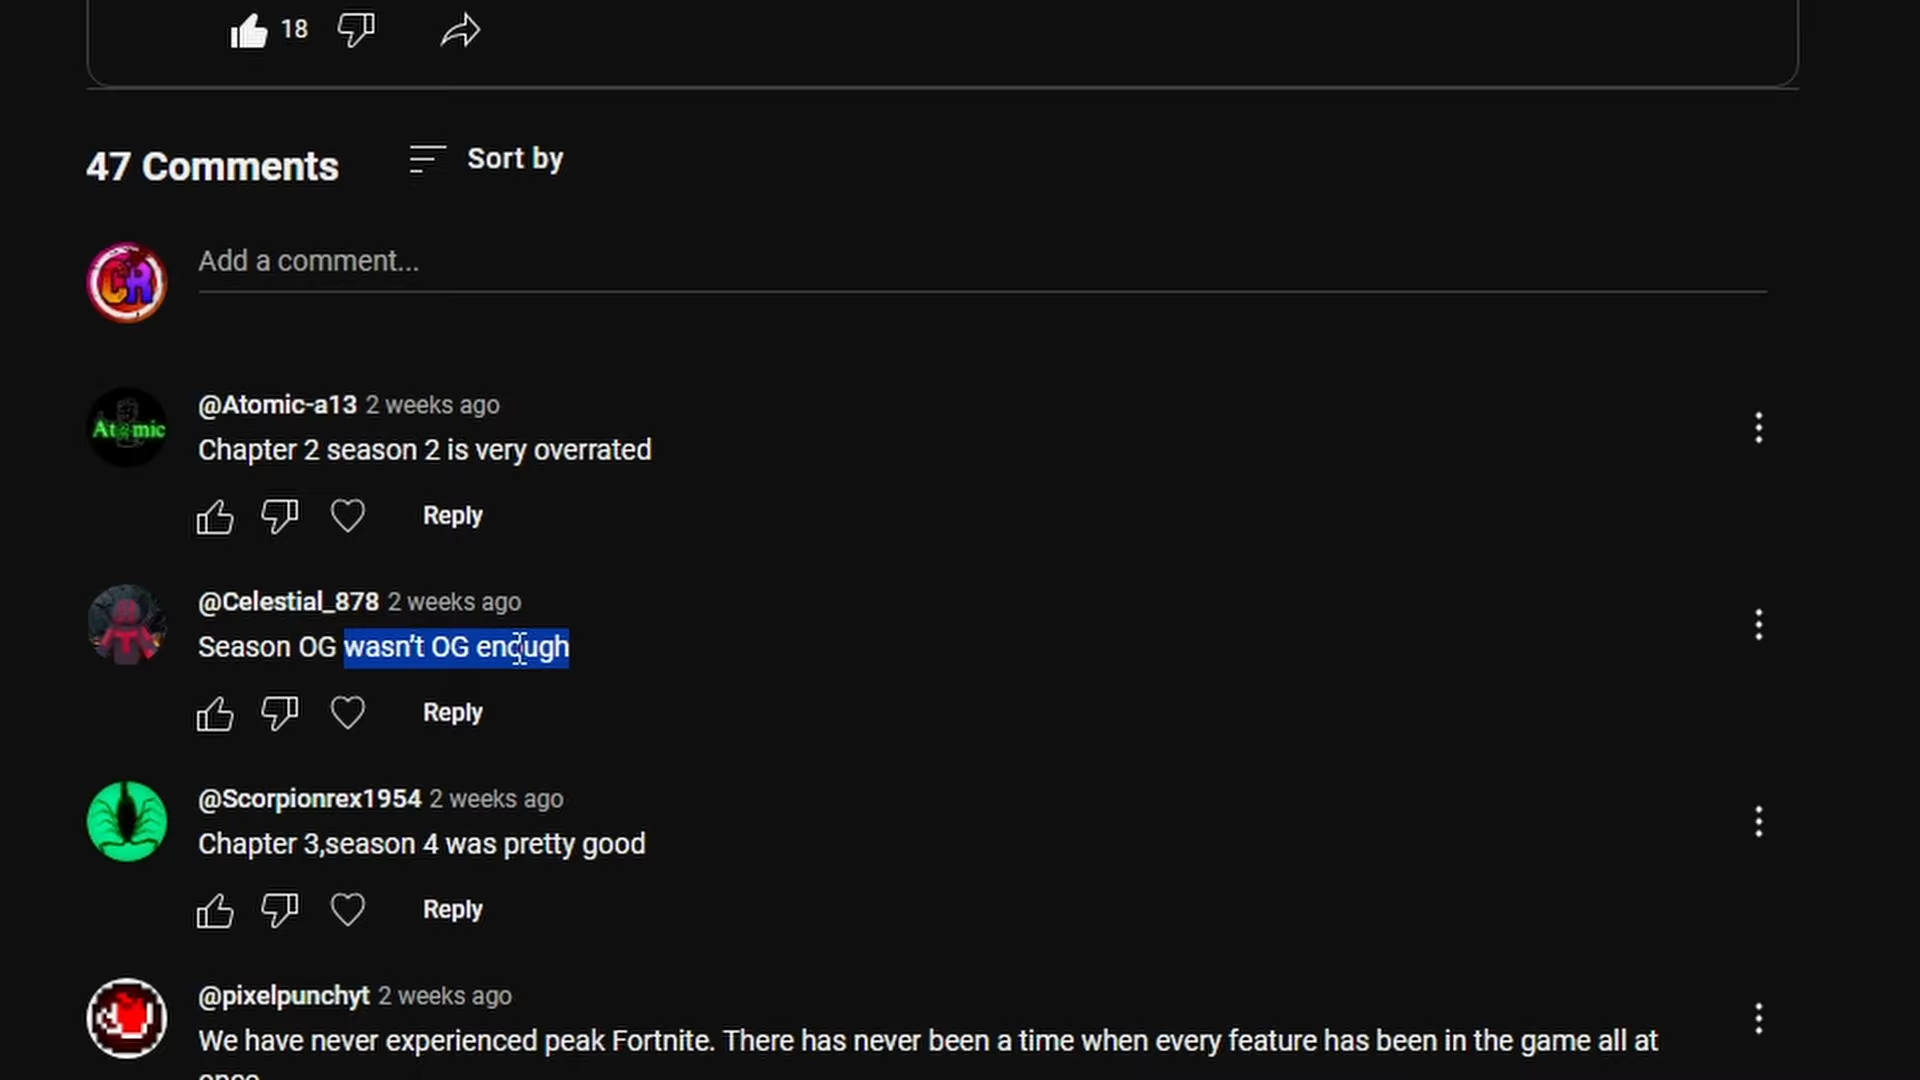 18
47 Comments
Sort by
CR
Add a comment...
@Atomic-a13 2 weeks ago
Atomic
Chapter 2 season 2 is very overrated
Reply
@Celestial_878 2 weeks ago
Season OG wasn’t OG enough
Reply
@Scorpionrex1954 2 weeks ago
Chapter 3,season 4 was pretty good
Reply
@pixelpunchyt 2 weeks ago
We have never experienced peak Fortnite. There has never been a time when every feature has been in the game all at
once